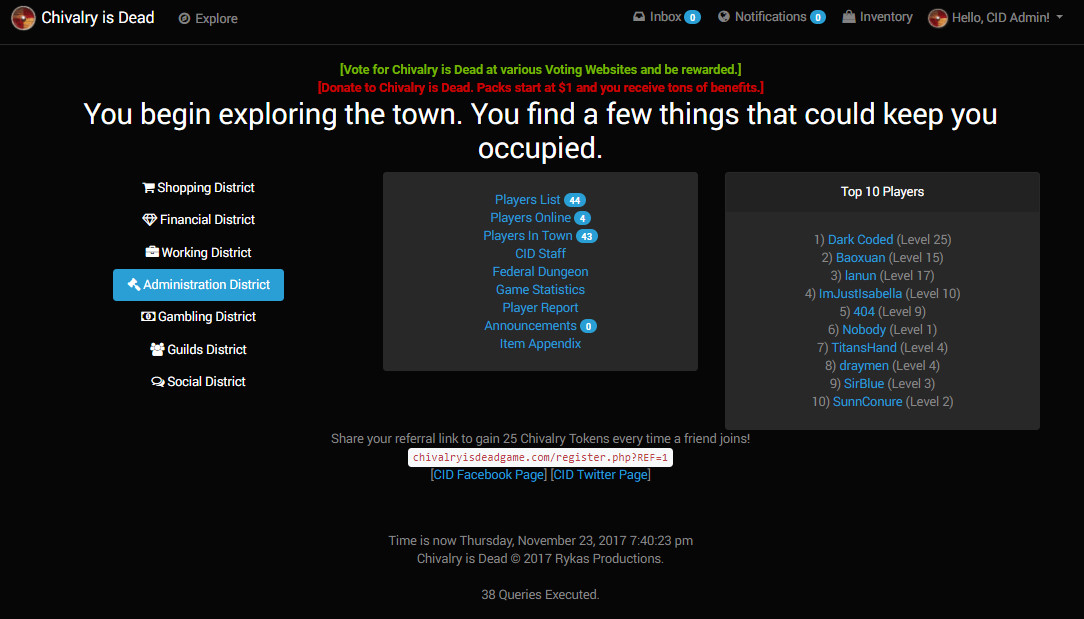 Chivalry is Dead
Explore
Inbox 0
Notifications 0
Inventory
Hello, CID Admin!
[Vote for Chivalry is Dead at various Voting Websites and be rewarded.]
[Donate to Chivalry is Dead. Packs start at $1 and you receive tons of benefits.]
You begin exploring the town. You find a few things that could keep you
occupied.
Shopping District
Financial District
Working District
Administration District
Gambling District
Guilds District
Social District
Players List 44
Players Online 4
Players In Town 43
CID Staff
Federal Dungeon
Game Statistics
Player Report
Announcements 0
Item Appendix
Top 10 Players
1) Dark Coded (Level 25)
2) Baoxuan (Level 15)
3) lanun (Level 17)
4) ImJustIsabella (Level 10)
5) 404 (Level 9)
6) Nobody (Level 1)
7) TitansHand (Level 4)
8) draymen (Level 4)
9) SirBlue (Level 3)
10) SunnConure (Level 2)
Share your referral link to gain 25 Chivalry Tokens every time a friend joins!
chivalryisdeadgame.com/register.php?REF=1
[CID Facebook Page] [CID Twitter Page]
Time is now Thursday, November 23, 2017 7:40:23 pm
Chivalry is Dead © 2017 Rykas Productions.
38 Queries Executed.